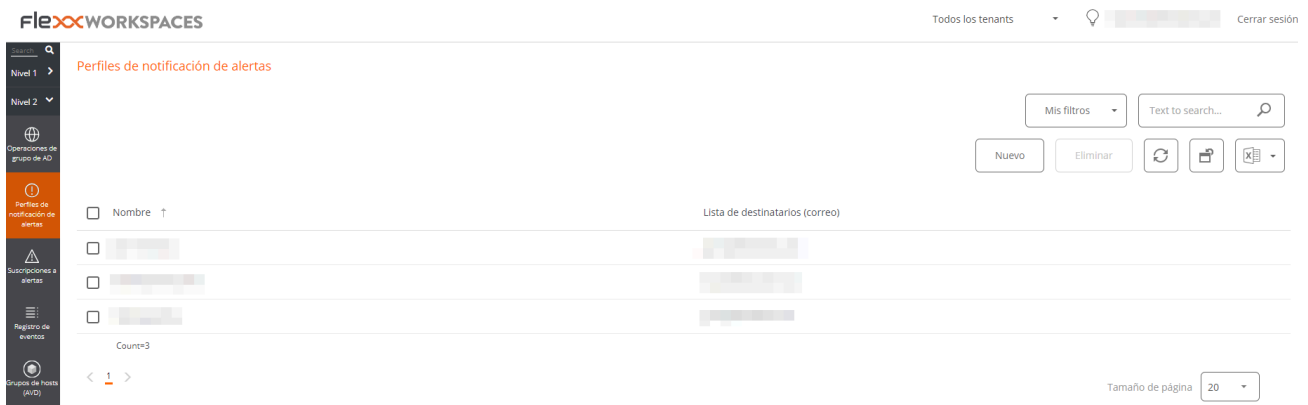 FlexxWORKSPACES
Todos los tenants
Cerrar sesión
Search
Nivel 1
Nivel 2
Operaciones de
grupo de AD
Perfiles de
notificación de
alertas
Suscripciones a
alertas
Registro de
eventos
Grupos de hosts
(AVD)
Perfiles de notificación de alertas
Mis filtros
Text to search...
Nuevo
Eliminar
Nombre ↑
Lista de destinatarios (correo)
Count=3
< 1 >
Tamaño de página
20